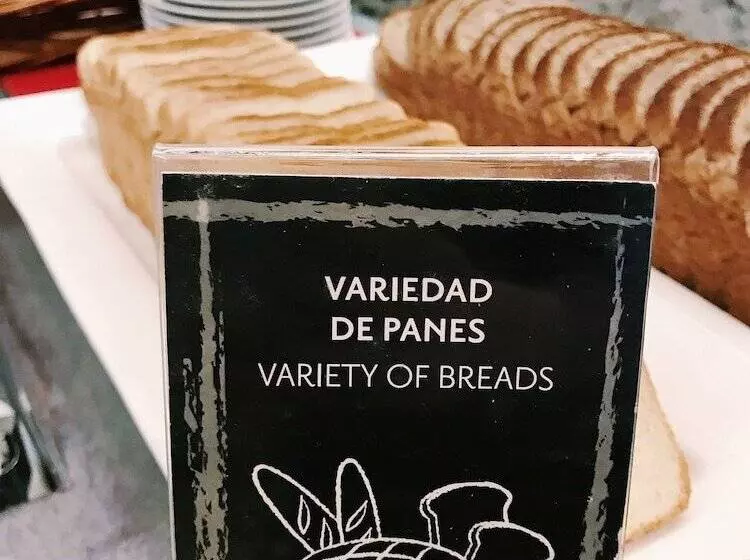 VARIEDAD
DE PANES
VARIETY OF BREADS